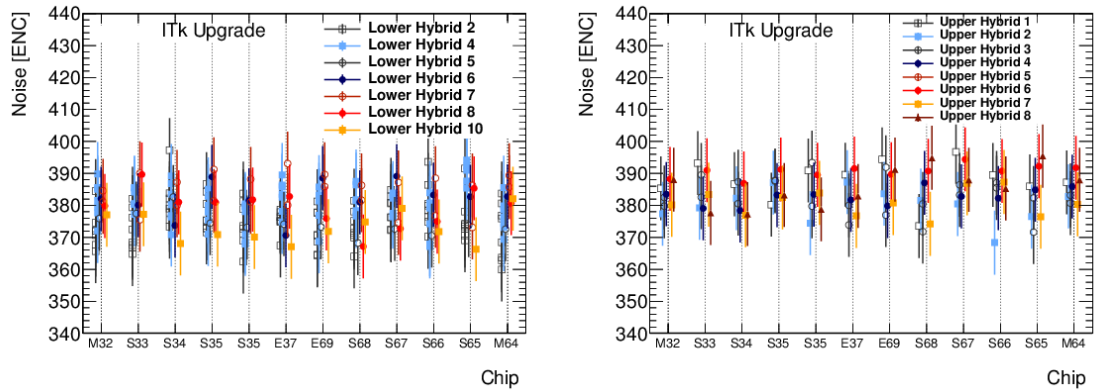 Noise [ENC]
440
430
420
410
400
390
380
370
360
350
340
ITk Upgrade
Lower Hybrid 2
Lower Hybrid 4
Lower Hybrid 5
Lower Hybrid 6
Lower Hybrid 7
Lower Hybrid 8
Lower Hybrid 10
M32 S33 S34 S35 S35 E37 E69 S68 S67 S66 S65 M64
Chip
Noise [ENC]
440
430
420
410
400
390
380
370
360
350
340
ITk Upgrade
Upper Hybrid 1
Upper Hybrid 2
Upper Hybrid 3
Upper Hybrid 4
Upper Hybrid 5
Upper Hybrid 6
Upper Hybrid 7
Upper Hybrid 8
M32 S33 S34 S35 S35 E37 E69 S68 S67 S66 S65 M64
Chip